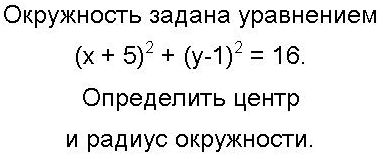 Окружность задана уравнением
(x + 5)² + (y-1)² = 16.
Определить центр
и радиус окружности.